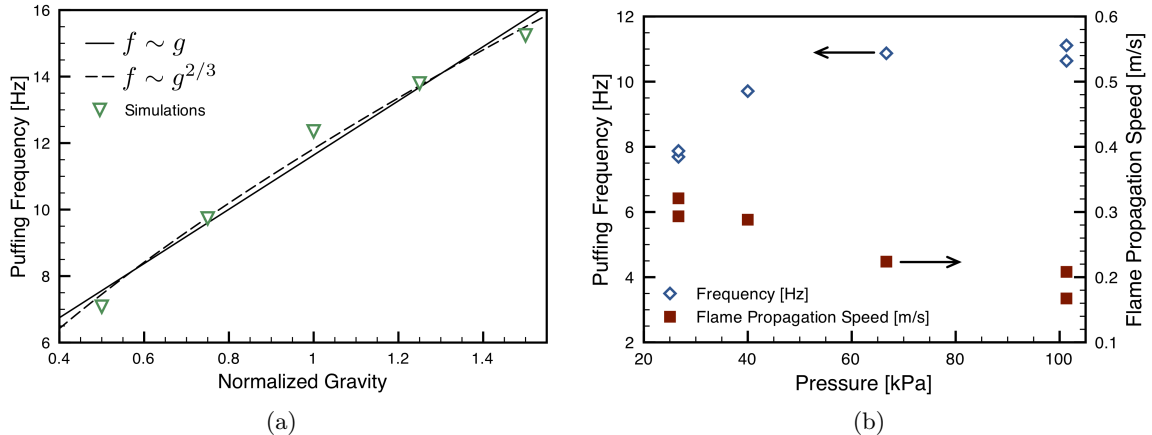 16
14
12
10
8
6
Puffing Frequency [Hz]
f ∼ g
f ∼ g^{2/3}
Simulations
0.4 0.6 0.8 1 1.2 1.4
Normalized Gravity
(a)
12
10
8
6
4
2
Puffing Frequency [Hz]
Frequency [Hz]
Flame Propagation Speed [m/s]
0.6
0.5
0.4
0.3
0.2
0.1
Flame Propagation Speed [m/s]
20 40 60 80 100
Pressure [kPa]
(b)